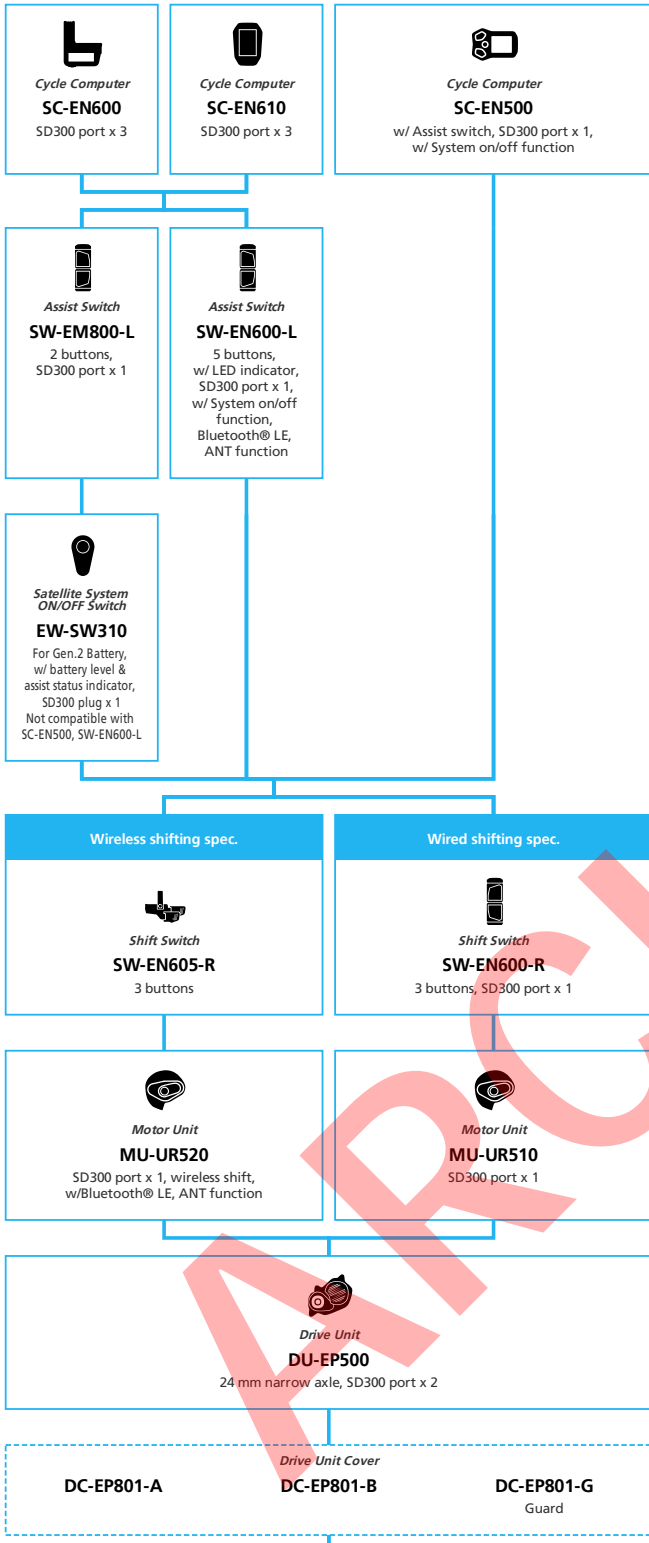 Cycle Computer
SC-EN600
SD300 port x 3
Cycle Computer
SC-EN610
SD300 port x 3
Cycle Computer
SC-EN500
w/ Assist switch, SD300 port x 1,
w/ System on/off function
Assist Switch
SW-EM800-L
2 buttons,
SD300 port x 1
Assist Switch
SW-EN600-L
5 buttons,
w/ LED indicator,
SD300 port x 1,
w/ System on/off
function,
Bluetooth® LE,
ANT function
Satellite System
ON/OFF Switch
EW-SW310
For Gen.2 Battery,
w/ battery level &
assist status indicator,
SD300 plug x 1
Not compatible with
SC-EN500, SW-EN600-L
Wireless shifting spec.
Shift Switch
SW-EN605-R
3 buttons
Wired shifting spec.
Shift Switch
SW-EN600-R
3 buttons, SD300 port x 1
Motor Unit
MU-UR520
SD300 port x 1, wireless shift,
w/Bluetooth® LE, ANT function
Motor Unit
MU-UR510
SD300 port x 1
Drive Unit
DU-EP500
24 mm narrow axle, SD300 port x 2
Drive Unit Cover
DC-EP801-A
DC-EP801-B
DC-EP801-G
Guard